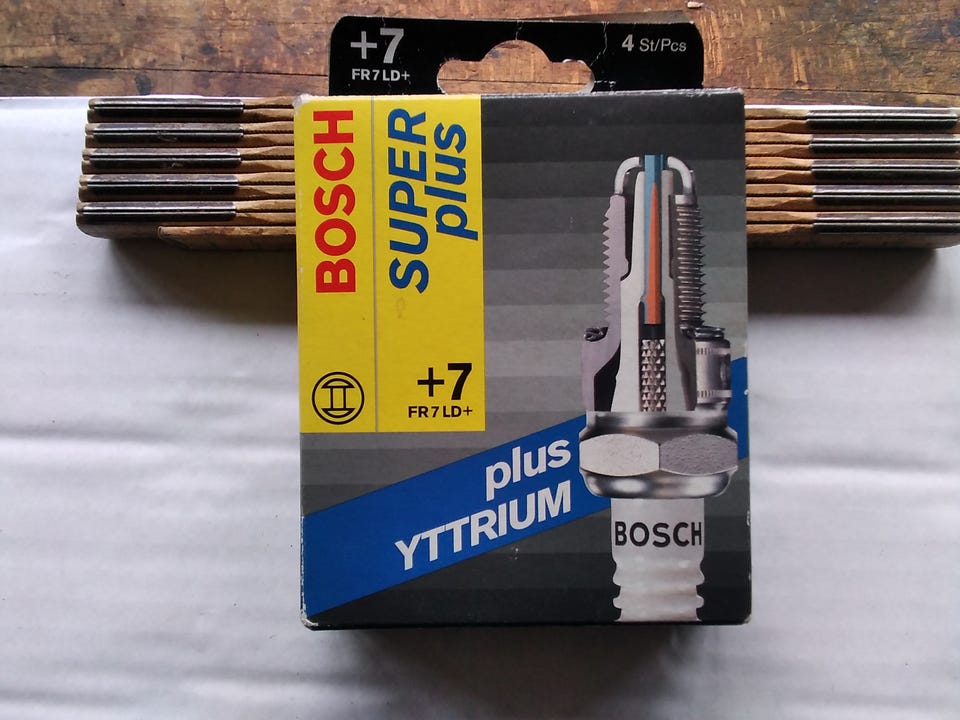 +7
FR7LD+
4 St/Pcs
BOSCH
SUPER
plus
+7
FR7LD+
plus
YTTRIUM
BOSCH